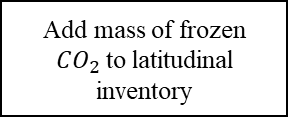 Add mass of frozen
CO₂ to latitudinal
inventory